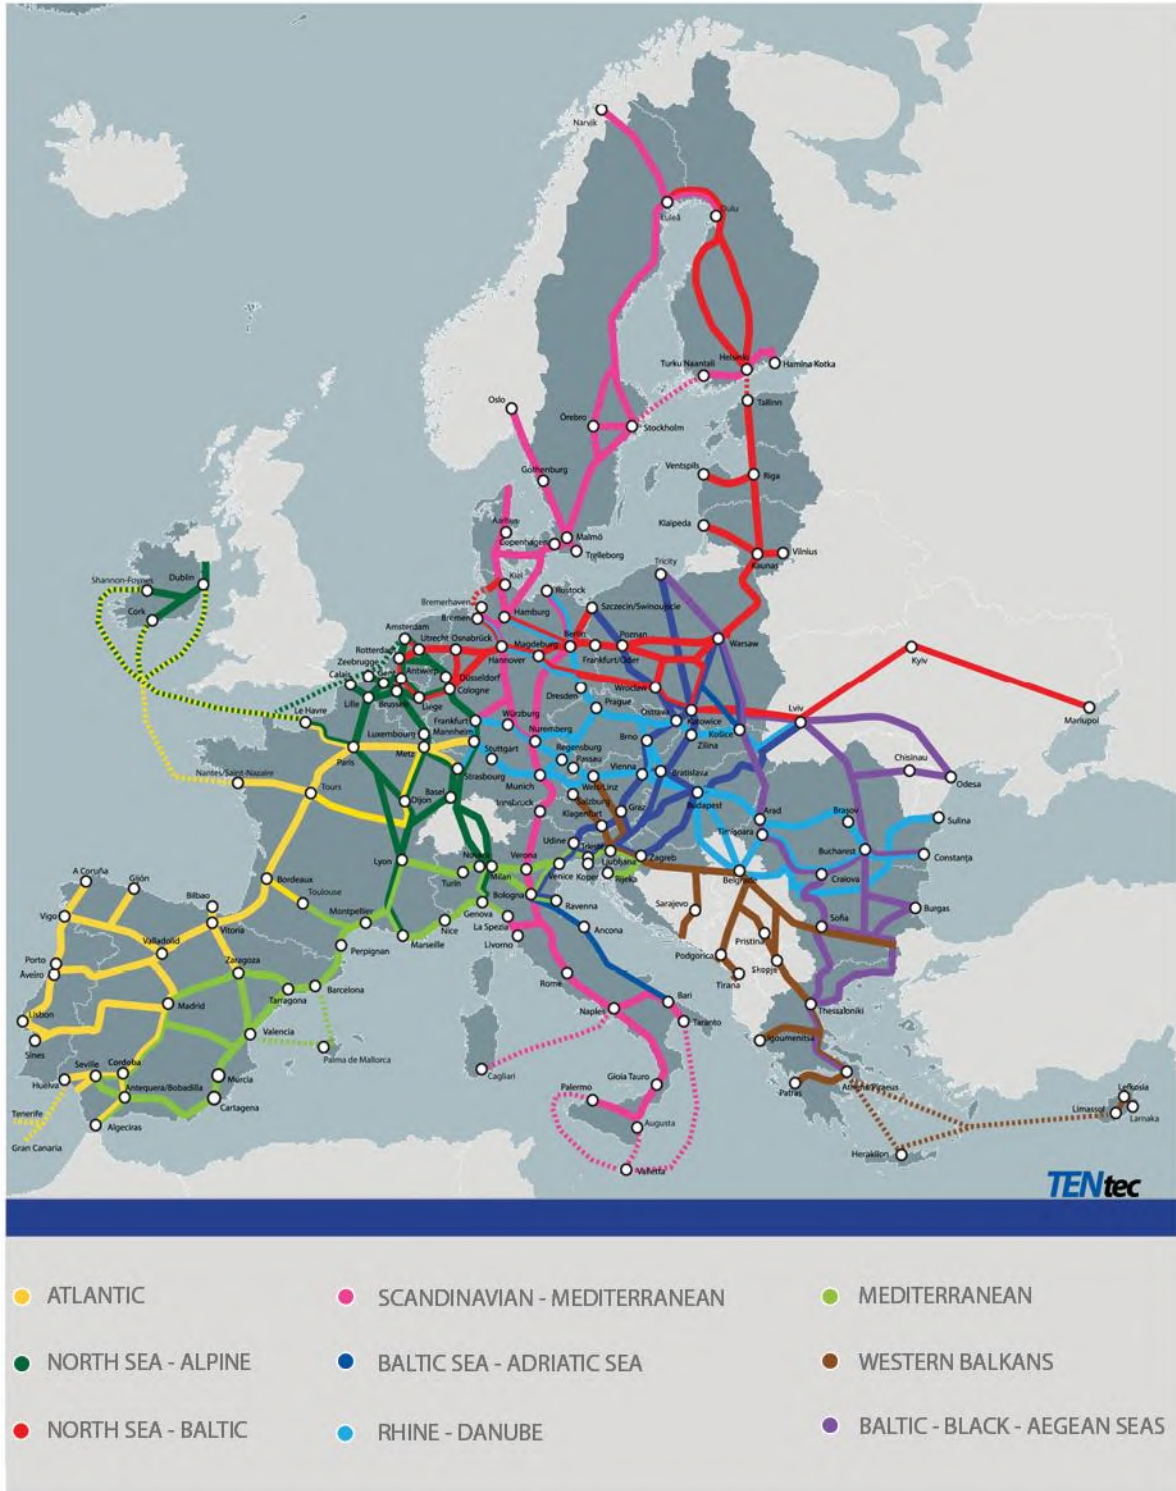 Narvik
Luleå
Oulu
Turku Naantali
Helsinki
Hamina Kotka
Oslo
Tallinn
Örebro
Stockholm
Gothenburg
Ventspils
Riga
Aarhus
Klaipėda
Copenhagen
Malmö
Trelleborg
Kaunas
Vilnius
Tricity
Shannon-Foynes
Dublin
Cork
Kiel
Rostock
Bremerhaven
Bremen
Hamburg
Szczecin/Swinoujscie
Amsterdam
Utrecht
Osnabrück
Magdeburg
Berlin
Poznan
Warsaw
Rotterdam
Hannover
Frankfurt/Oder
Kyiv
Zeebrugge
Calais
Antwerp
Düsseldorf
Cologne
Dresden
Wroclaw
Lille
Brussels
Liege
Prague
Mariupol
Le Havre
Frankfurt
Würzburg
Ostrava
Katowice
Lviv
Luxembourg
Mannheim
Nuremberg
Brno
Košice
Zilina
Paris
Metz
Stuttgart
Regensburg
Passau
Chisinau
Nantes/Saint-Nazaire
Strasbourg
Munich
Vienna
Bratislava
Odesa
Tours
Dijon
Basel
Wels/Linz
Salzburg
Budapest
Innsbruck
Klagenfurt
Graz
Arad
Brasov
Sulina
Timișoara
Udine
Lyon
Novara
Milan
Verona
Trieste
Ljubljana
Zagreb
Bucharest
Constanța
A Coruña
Gijón
Bordeaux
Turin
Venice
Koper
Rijeka
Belgrade
Craiova
Bilbao
Toulouse
Bologna
Ravenna
Sarajevo
Vigo
Vitoria
Montpellier
Genova
La Spezia
Sofia
Burgas
Valladolid
Nice
Livorno
Ancona
Marseille
Pristina
Porto
Perpignan
Podgorica
Aveiro
Zaragoza
Skopje
Barcelona
Rome
Tirana
Tarragona
Madrid
Lisbon
Naples
Bari
Thessaloniki
Valencia
Taranto
Sines
Palma de Mallorca
Igoumenitsa
Seville
Cordoba
Cagliari
Gioia Tauro
Huelva
Antequera/Bobadilla
Murcia
Palermo
Patras
Athens/Piraeus
Lefkosia
Tenerife
Cartagena
Limassol
Larnaka
Algeciras
Augusta
Gran Canaria
Heraklion
Valletta
TENtec
ATLANTIC
SCANDINAVIAN - MEDITERRANEAN
MEDITERRANEAN
NORTH SEA - ALPINE
BALTIC SEA - ADRIATIC SEA
WESTERN BALKANS
NORTH SEA - BALTIC
RHINE - DANUBE
BALTIC - BLACK - AEGEAN SEAS